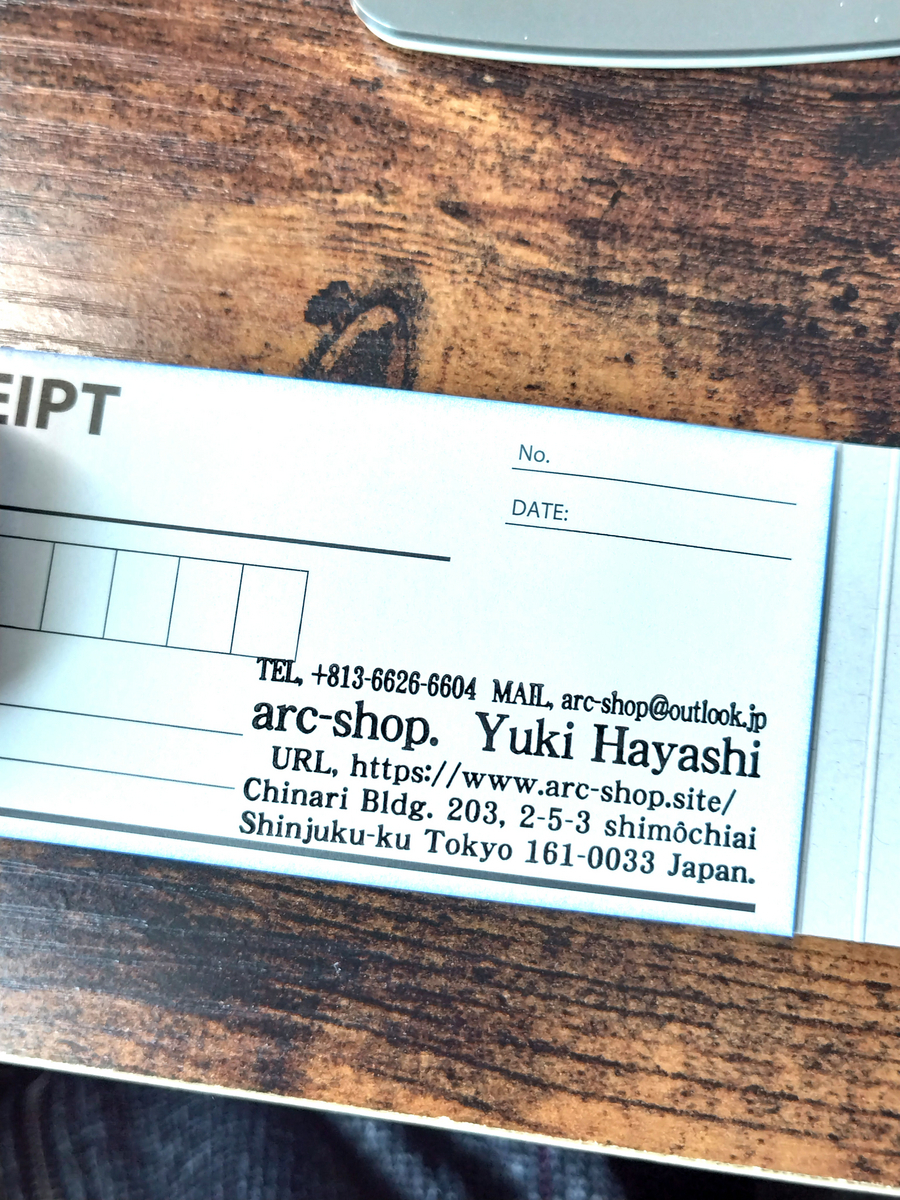 EIPT
No.
DATE:
TEL, +813-6626-6604 MAIL, arc-shop@outlook.jp
arc-shop. Yuki Hayashi
URL, https://www.arc-shop.site/
Chinari Bldg. 203, 2-5-3 shimôchiai
Shinjuku-ku Tokyo 161-0033 Japan.